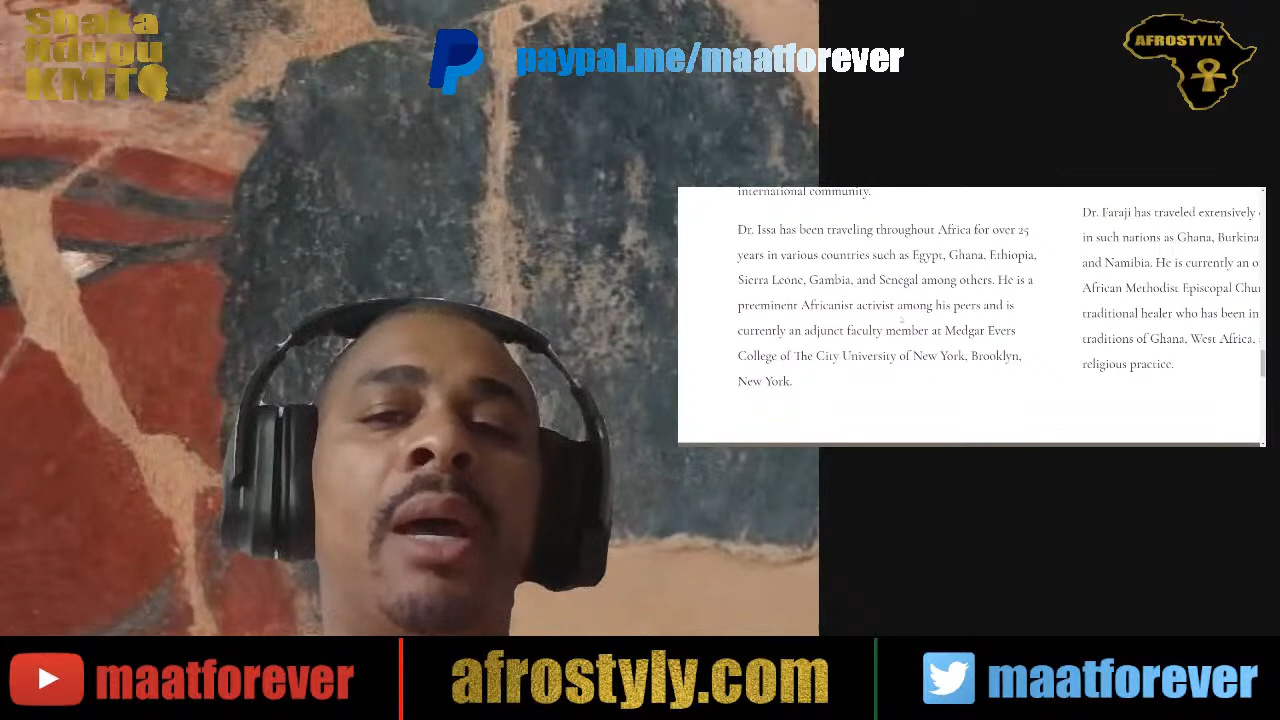 Shaka
Ndugu
KMT
paypal.me/maatforever
AFROSTYLY
international community.
Dr. Issa has been traveling throughout Africa for over 25
years in various countries such as Egypt, Ghana, Ethiopia,
Sierra Leone, Gambia, and Senegal among others. He is a
preeminent Africanist activist among his peers and is
currently an adjunct faculty member at Medgar Evers
College of The City University of New York, Brooklyn,
New York.
Dr. Faraji has traveled extensively
in such nations as Ghana, Burkina
and Namibia. He is currently an
African Methodist Episcopal
traditional healer who has been in
traditions of Ghana, West Africa,
religious practice.
maatforever
afrostyly.com
maatforever